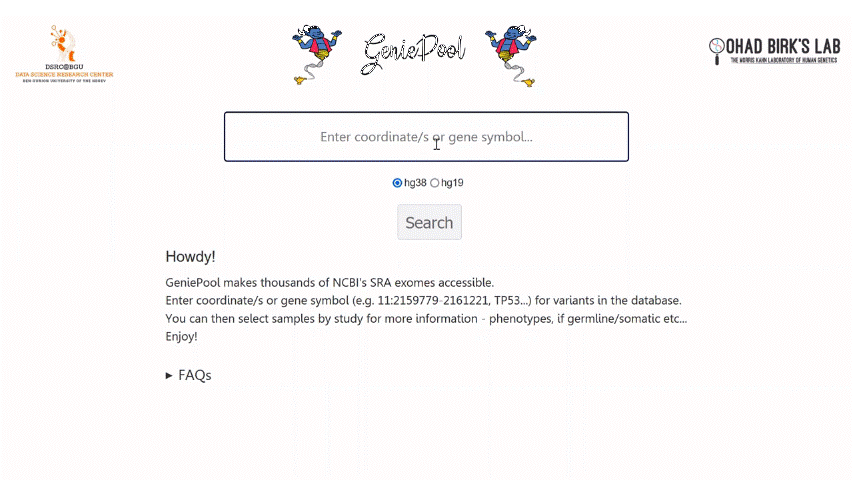 DSRC@BGU
DATA SCIENCE RESEARCH CENTER
BEN-GURION UNIVERSITY OF THE NEGEV
GeniePool
OHAD BIRK'S LAB
THE MORRIS KAHN LABORATORY OF HUMAN GENETICS
Enter coordinate/s or gene symbol...
hg38 hg19
Search
Howdy!
GeniePool makes thousands of NCBI's SRA exomes accessible.
Enter coordinate/s or gene symbol (e.g. 11:2159779-2161221, TP53...) for variants in the database.
You can then select samples by study for more information - phenotypes, if germline/somatic etc...
Enjoy!
FAQs